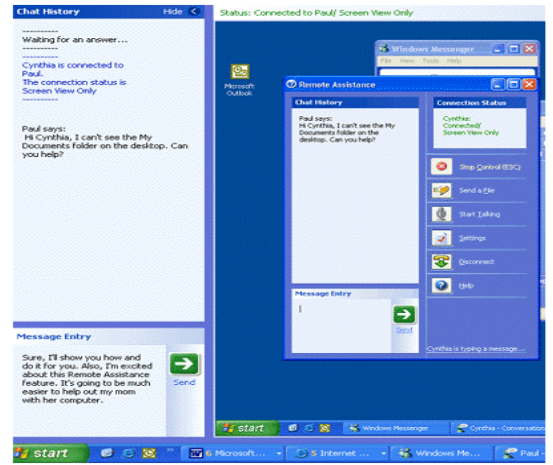 Chat History
Hide
Status: Connected to Paul/ Screen View Only
----------
Waiting for an answer...
----------
----------
Cynthia is connected to
Paul.
The connection status is
Screen View Only
----------
Paul says:
Hi Cynthia, I can't see the My
Documents folder on the desktop. Can
you help?
Message Entry
Sure, I'll show you how and
do it for you. Also, I'm excited
about this Remote Assistance
feature. It's going to be much
easier to help out my mom
with her computer.
Send
Microsoft
Outlook
Windows Messenger
File View Tools Help
Remote Assistance
Chat History
Paul says:
Hi Cynthia, I can't see the My
Documents folder on the
desktop. Can you help?
Message Entry
Send
Connection Status
Cynthia:
Connected/
Screen View Only
Stop Control (ESC)
Send a File
Start Talking
Settings
Disconnect
Help
Cynthia is typing a message...
start
Windows Messenger
Cynthia - Conversation
start
6 Microsoft...
5 Internet ...
Windows Me...
Paul -